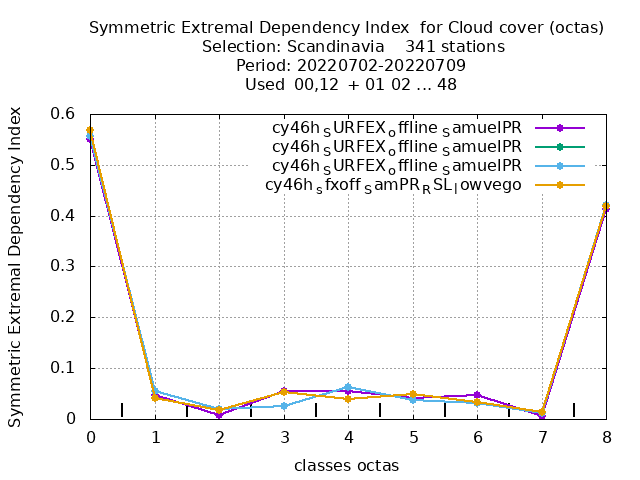 Symmetric Extremal Dependency Index for Cloud cover (octas)
Selection: Scandinavia 341 stations
Period: 20220702-20220709
Used 00,12 + 01 02 ... 48
Symmetric Extremal Dependency Index
0.6
0.5
0.4
0.3
0.2
0.1
0
cy46h_SURFEX_offline_SamuelPR
cy46h_SURFEX_offline_SamuelPR
cy46h_SURFEX_offline_SamuelPR
cy46h_sfxoff_SamPR_RSL_lowvego
0 1 2 3 4 5 6 7 8
classes octas